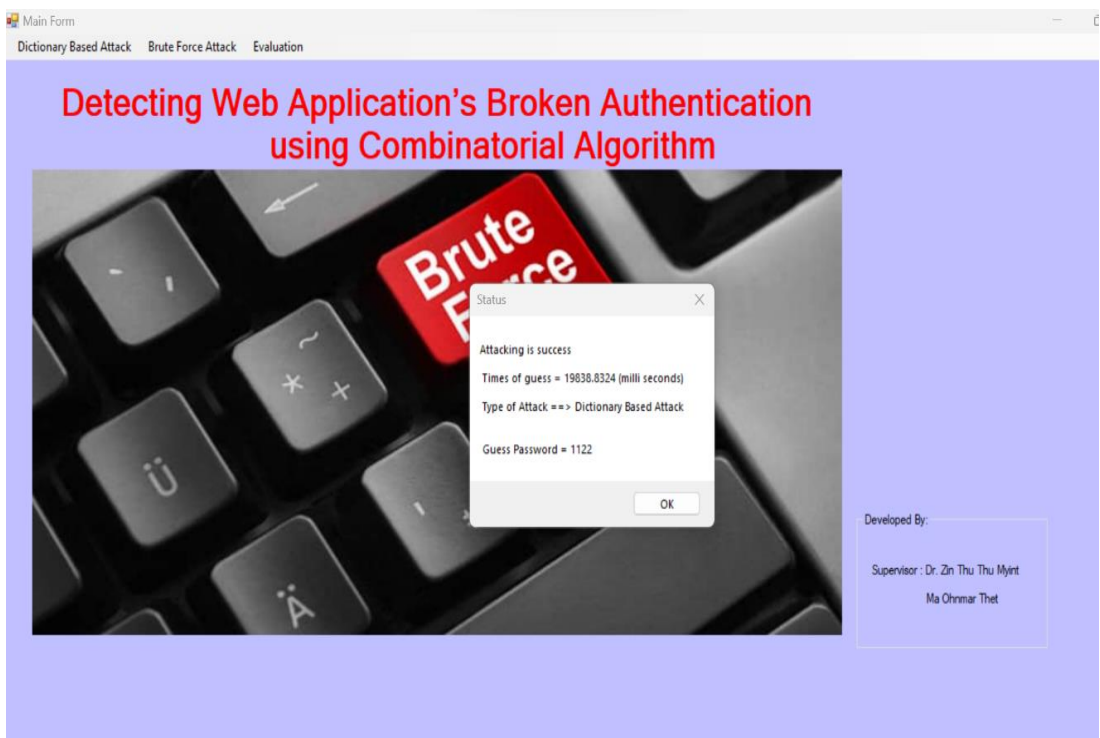 Main Form
Dictionary Based Attack Brute Force Attack Evaluation
Detecting Web Application's Broken Authentication
using Combinatorial Algorithm
Brute
Force
Status
Attacking is success
Times of guess = 19838.8324 (milli seconds)
Type of Attack ==> Dictionary Based Attack
Guess Password = 1122
OK
Developed By:
Supervisor : Dr. Zin Thu Thu Myint
Ma Ohnmar Thet